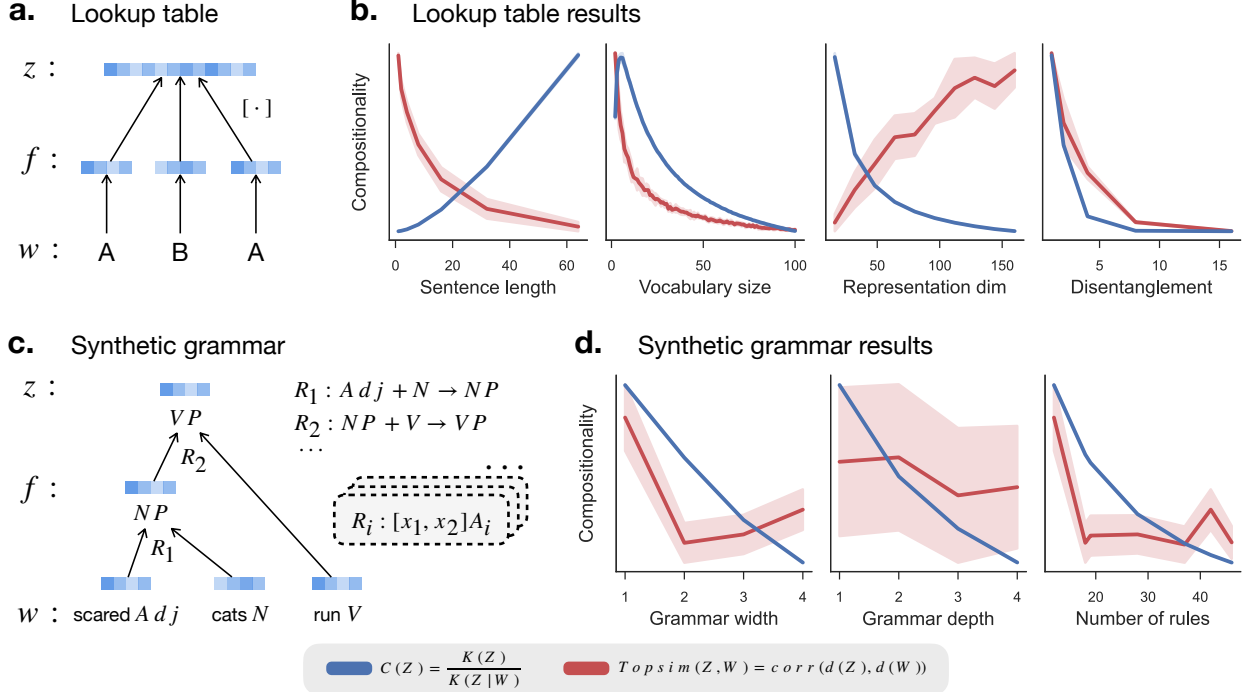 a. Lookup table
z :
[ · ]
f :
w :
A B A
b. Lookup table results
Compositionality
0 20 40 60
Sentence length
0 50 100
Vocabulary size
50 100 150
Representation dim
5 10 15
Disentanglement
c. Synthetic grammar
z :
VP
R2
f :
NP
R1
w : scared Adj cats N run V
R1 : Adj + N → NP
R2 : NP + V → VP
...
...
Ri : [x1, x2]Ai
d. Synthetic grammar results
Compositionality
1 2 3 4
Grammar width
1 2 3 4
Grammar depth
20 30 40
Number of rules
C(Z) = K(Z) / K(Z|W)
Topsim(Z,W) = corr(d(Z), d(W))